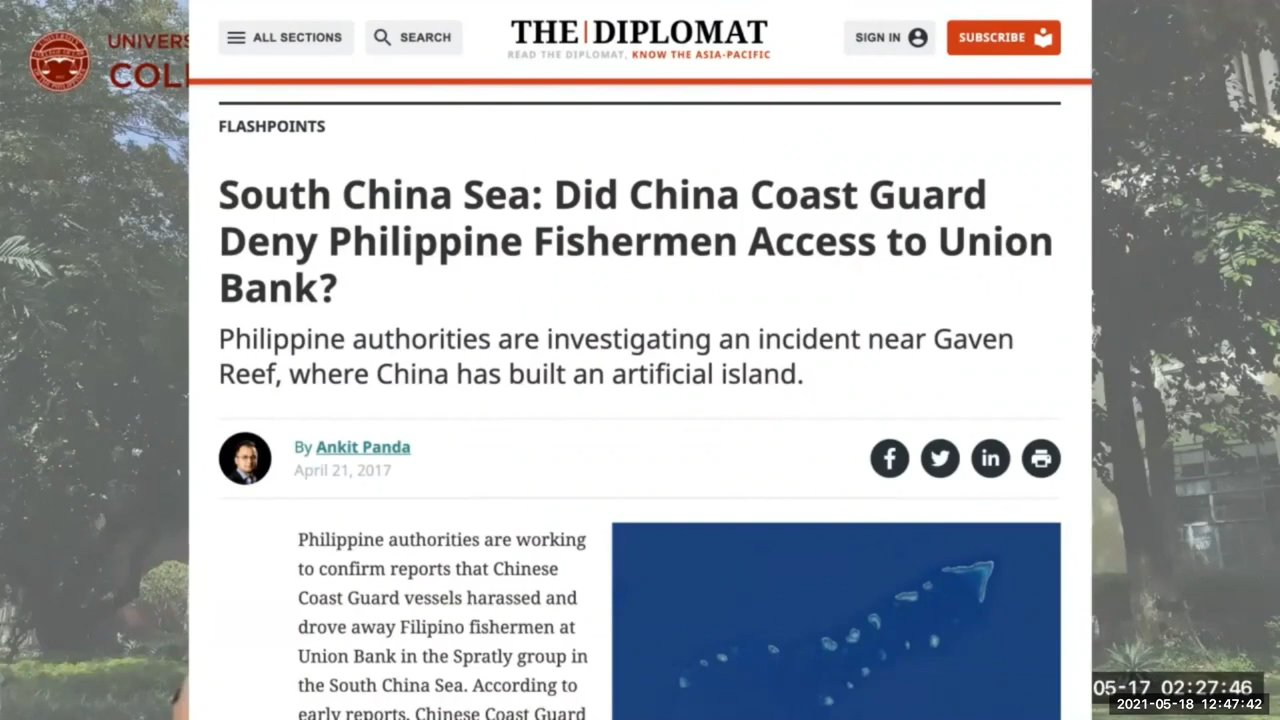 UNIVERS
COLL
ALL SECTIONS
SEARCH
THE DIPLOMAT
READ THE DIPLOMAT, KNOW THE ASIA-PACIFIC
SIGN IN
SUBSCRIBE
FLASHPOINTS
South China Sea: Did China Coast Guard
Deny Philippine Fishermen Access to Union
Bank?
Philippine authorities are investigating an incident near Gaven
Reef, where China has built an artificial island.
By Ankit Panda
April 21, 2017
Philippine authorities are working
to confirm reports that Chinese
Coast Guard vessels harassed and
drove away Filipino fishermen at
Union Bank in the Spratly group in
the South China Sea. According to
early reports, Chinese Coast Guard
05-17 02:27:46
2021-05-18 12:47:42